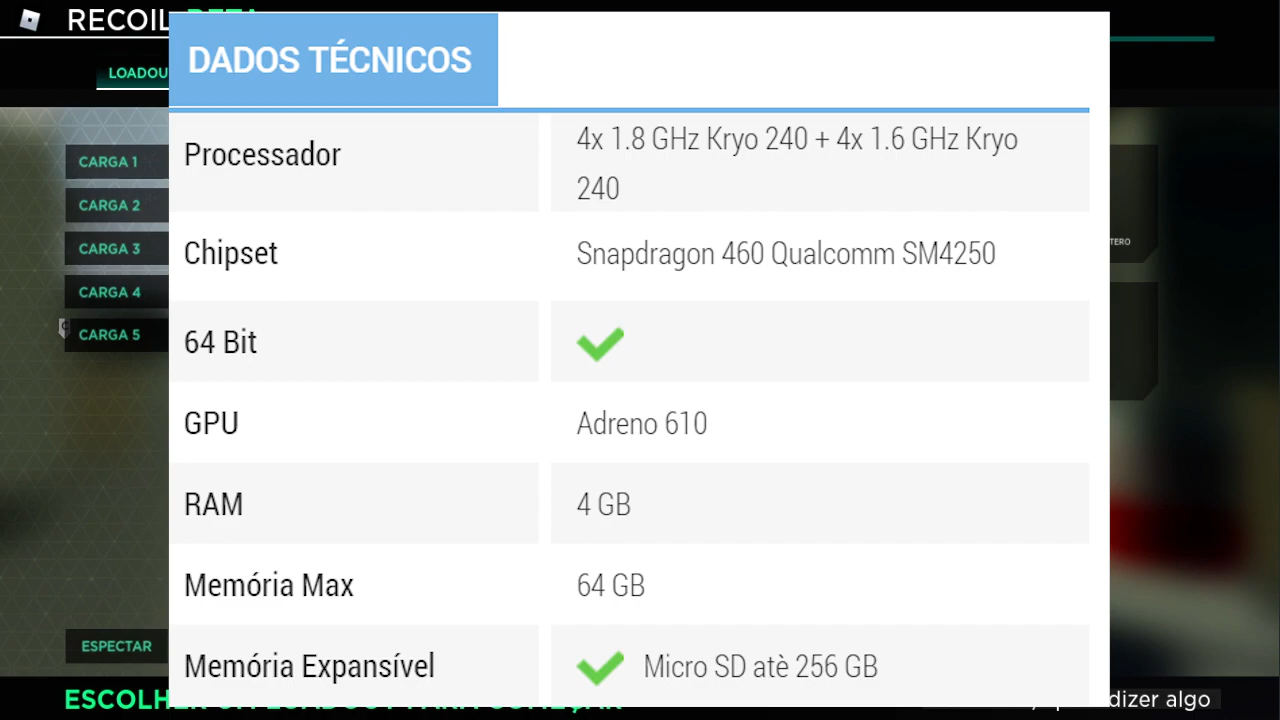 RECOIL
DADOS TÉCNICOS
LOADOU
Processador
4x 1.8 GHz Kryo 240 + 4x 1.6 GHz Kryo
240
CARGA 1
CARGA 2
CARGA 3
CARGA 4
CARGA 5
Chipset
Snapdragon 460 Qualcomm SM4250
TERO
64 Bit
GPU
Adreno 610
RAM
4 GB
Memória Max
64 GB
Memória Expansível
Micro SD atè 256 GB
ESPECTAR
ESCOLH
dizer algo